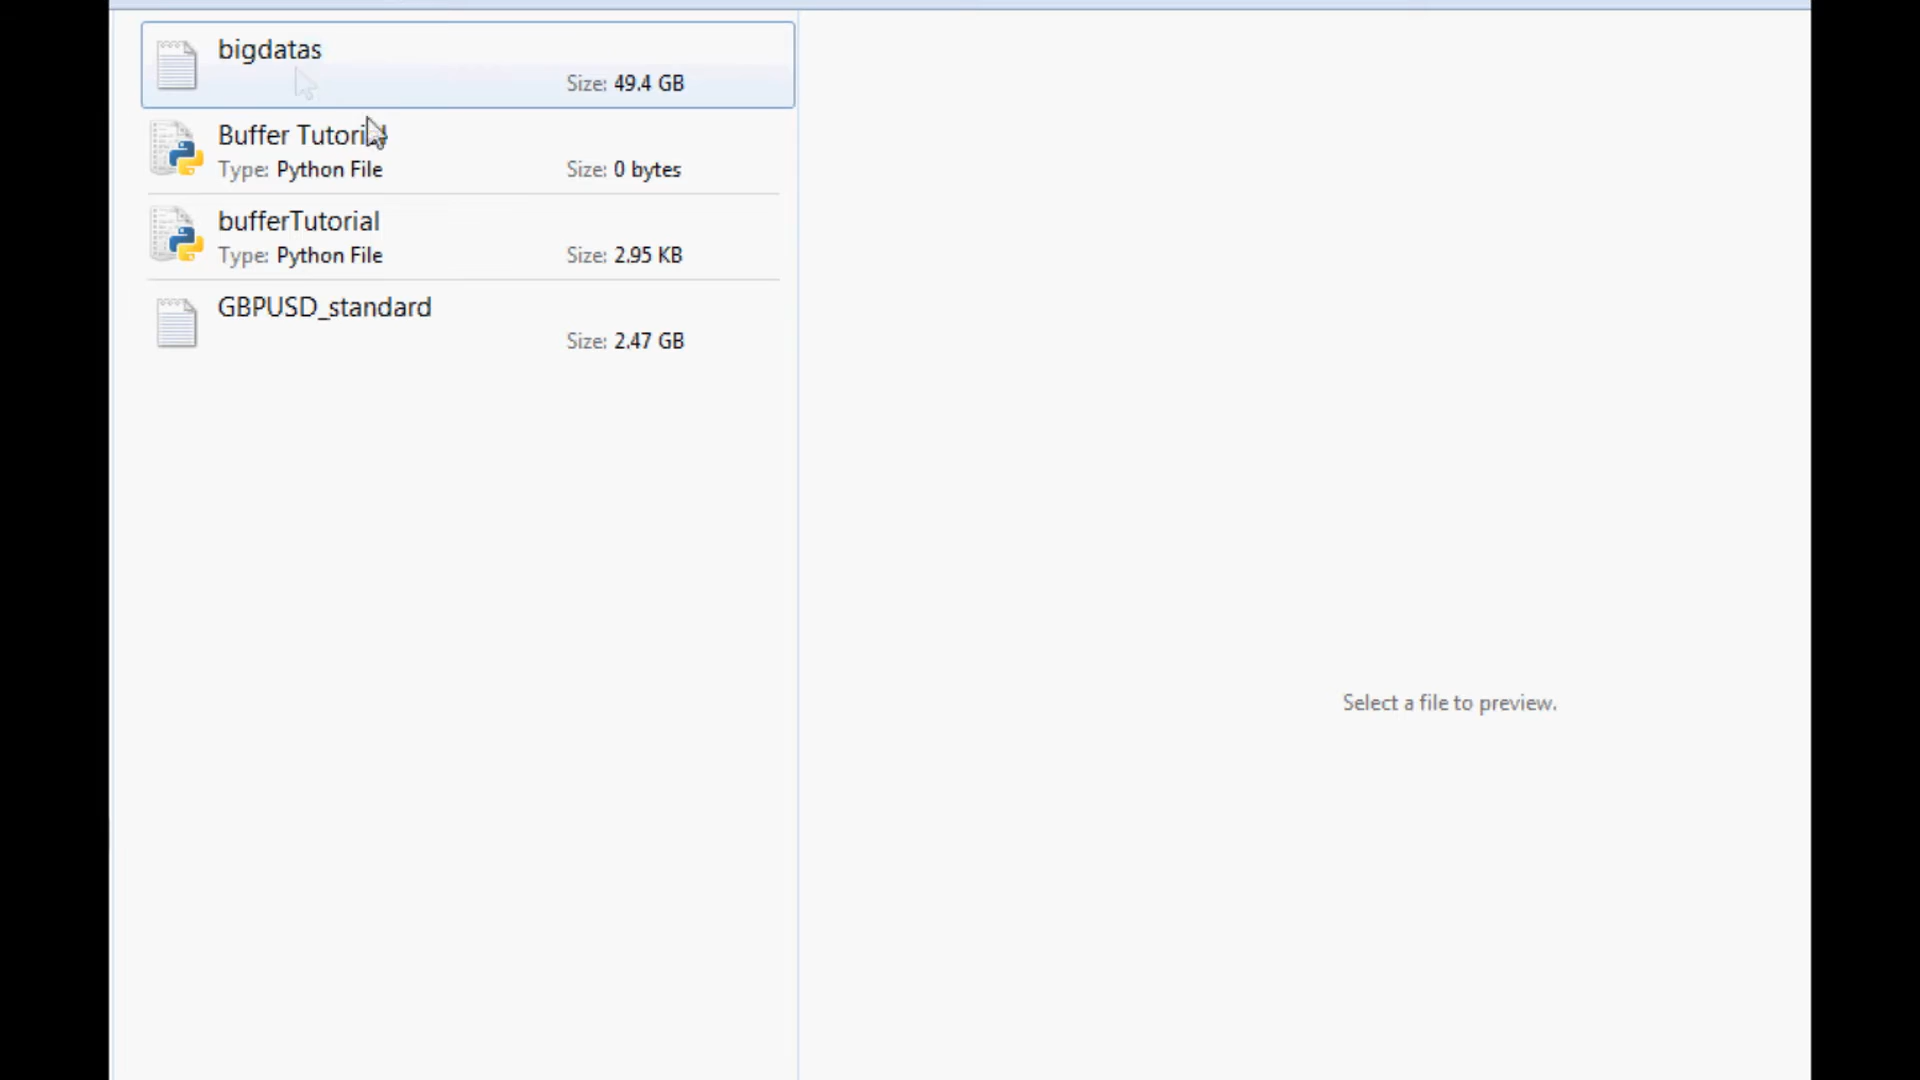 bigdatas
Size: 49.4 GB
Buffer Tutorial
Type: Python File Size: 0 bytes
bufferTutorial
Type: Python File Size: 2.95 KB
GBPUSD_standard
Size: 2.47 GB
Select a file to preview.